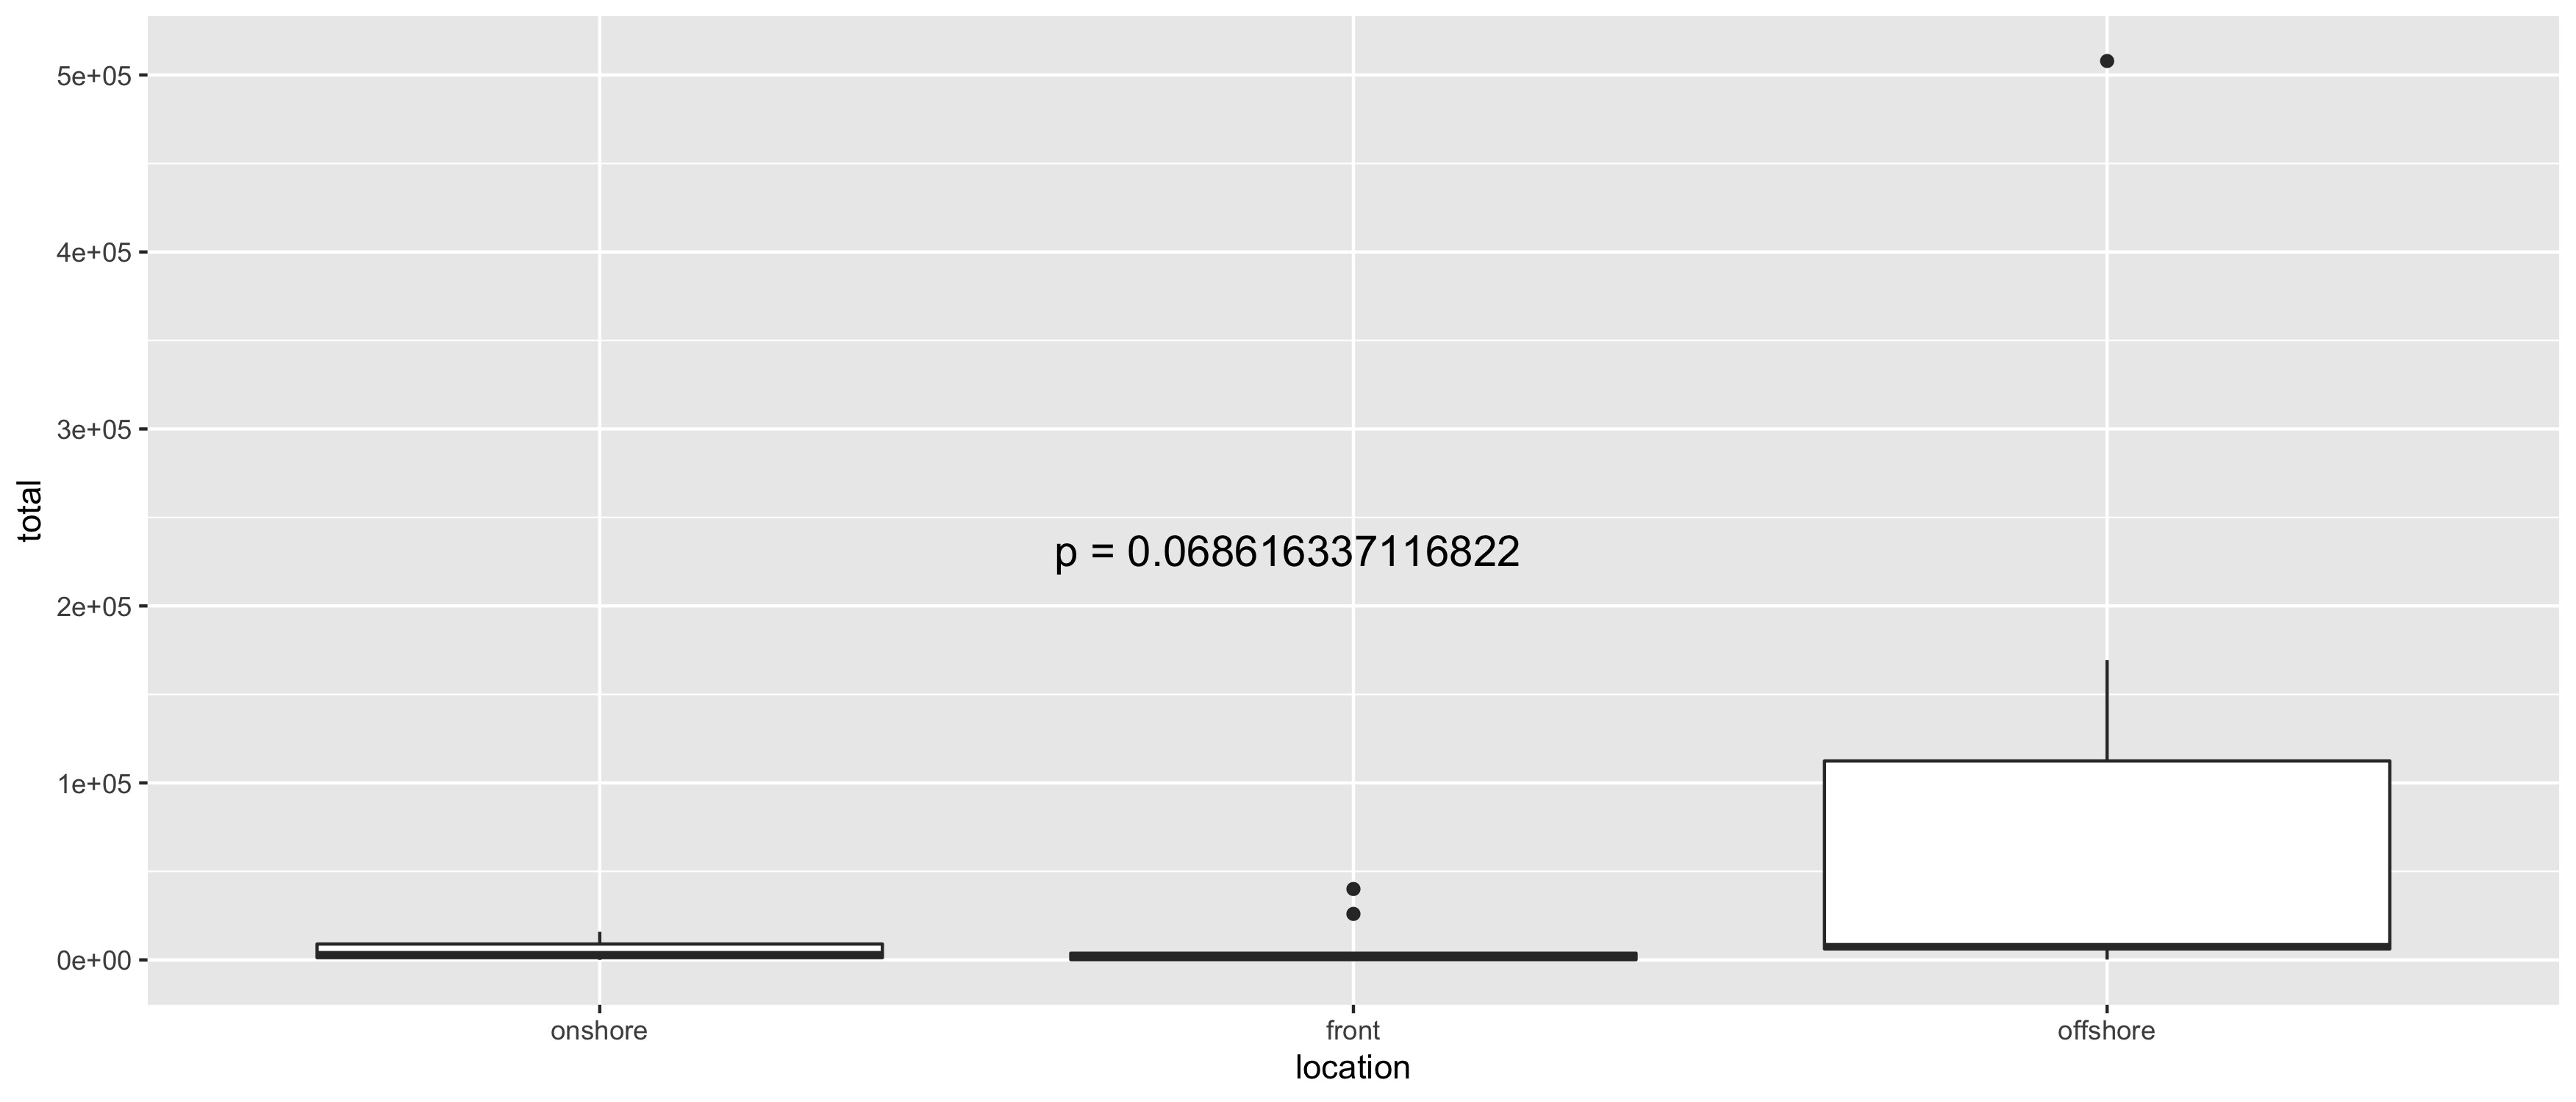 5e+05
4e+05
3e+05
2e+05
1e+05
0e+00
total
p = 0.068616337116822
onshore
front
offshore
location